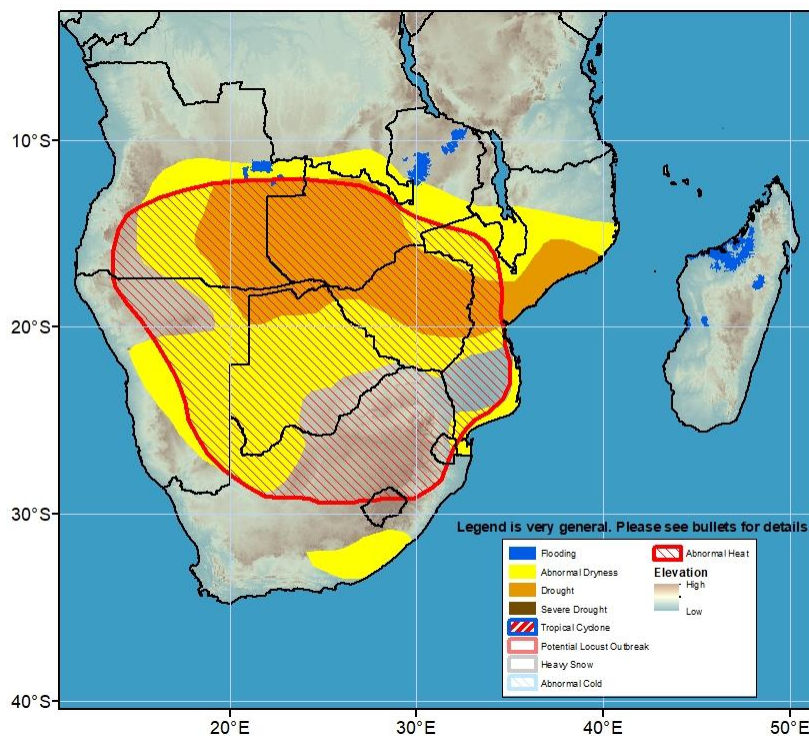 10°S
20°S
30°S
40°S
20°E
30°E
40°E
50°E
Legend is very general. Please see bullets for details
Flooding
Abnormal Dryness
Drought
Severe Drought
Tropical Cyclone
Potential Locust Outbreak
Heavy Snow
Abnormal Cold
Abnormal Heat
Elevation
High
Low